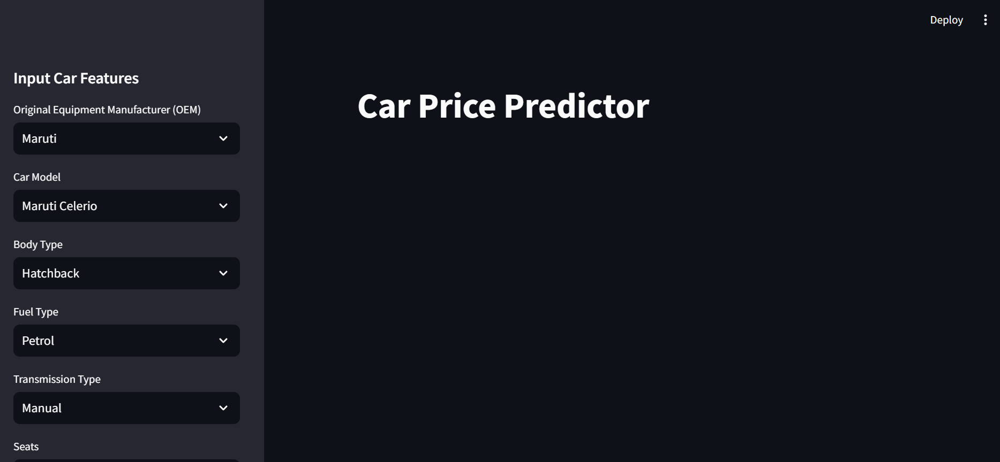 Deploy
Input Car Features
Original Equipment Manufacturer (OEM)
Maruti
Car Model
Maruti Celerio
Body Type
Hatchback
Fuel Type
Petrol
Transmission Type
Manual
Seats
Car Price Predictor